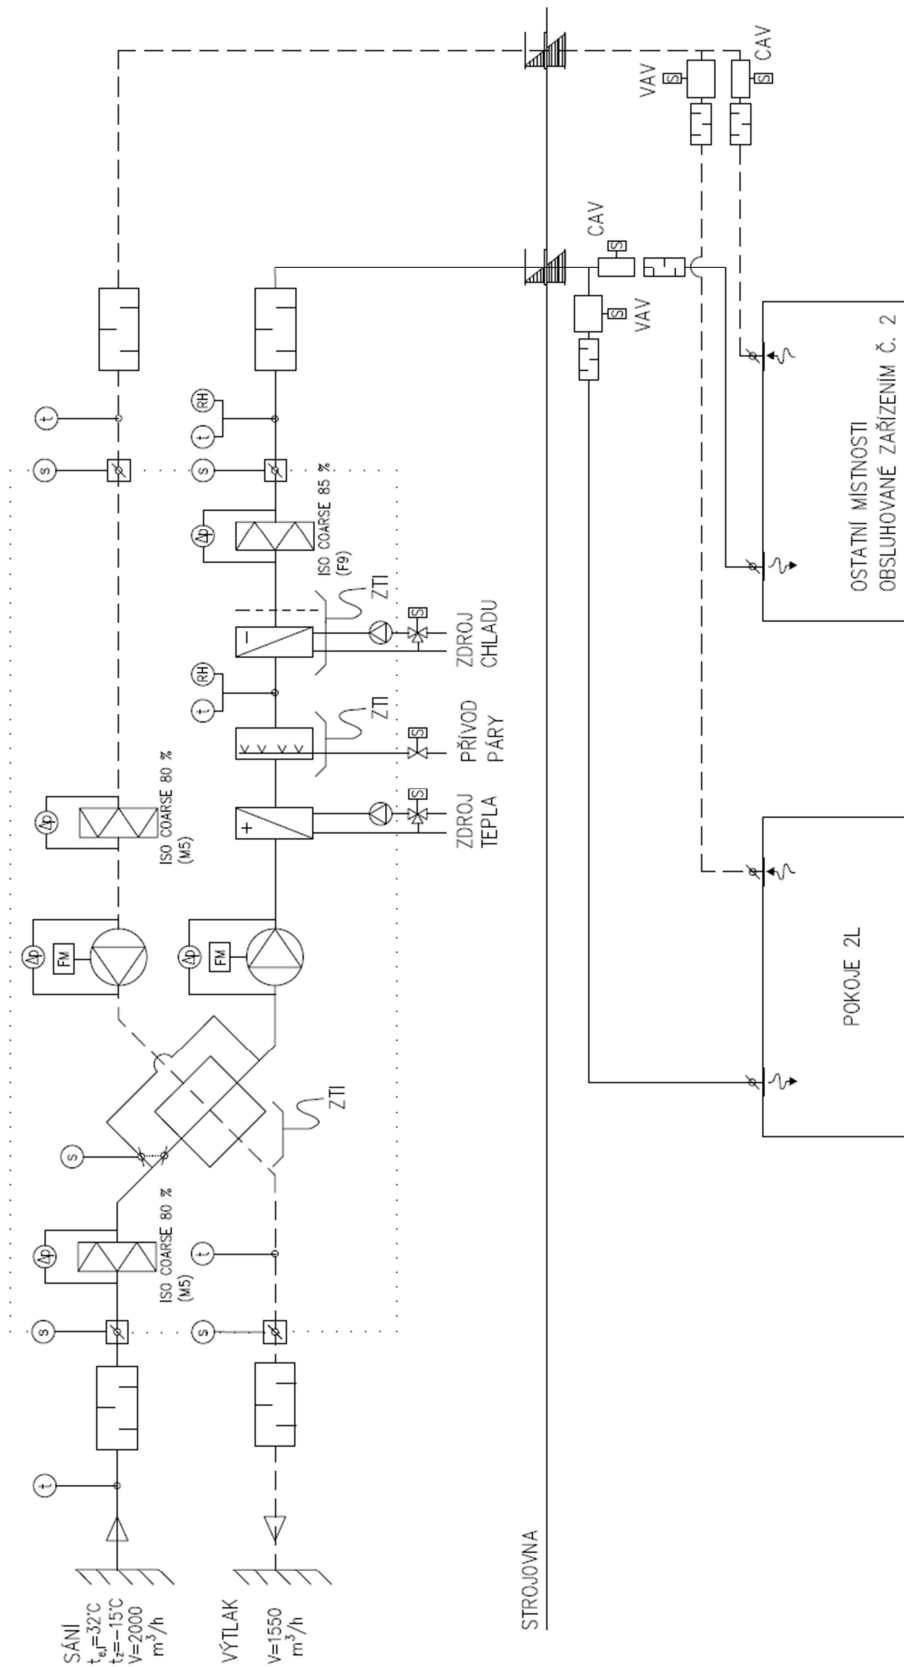 t
s
Δp
s
Δp
FM
Δp
s
t
SÁNÍ
tₑ,ᵢ=32°C
t_z=-15°C
V=2000
m³/h
ISO COARSE 80 %
(M5)
ISO COARSE 80 %
(M5)
s
t
Δp
FM
t
RH
Δp
s
t
RH
VÝTLAK
V=1550
m³/h
ZTI
+
-
ISO COARSE 85 %
(F9)
ZTI
ZTI
S
S
S
ZDROJ
TEPLA
PŘÍVOD
PÁRY
ZDROJ
CHLADU
STROJOVNA
CAV
S
VAV
S
VAV
S
CAV
S
POKOJE 2L
OSTATNÍ MÍSTNOSTI
OBSLUHOVANÉ ZAŘÍZENÍM Č. 2